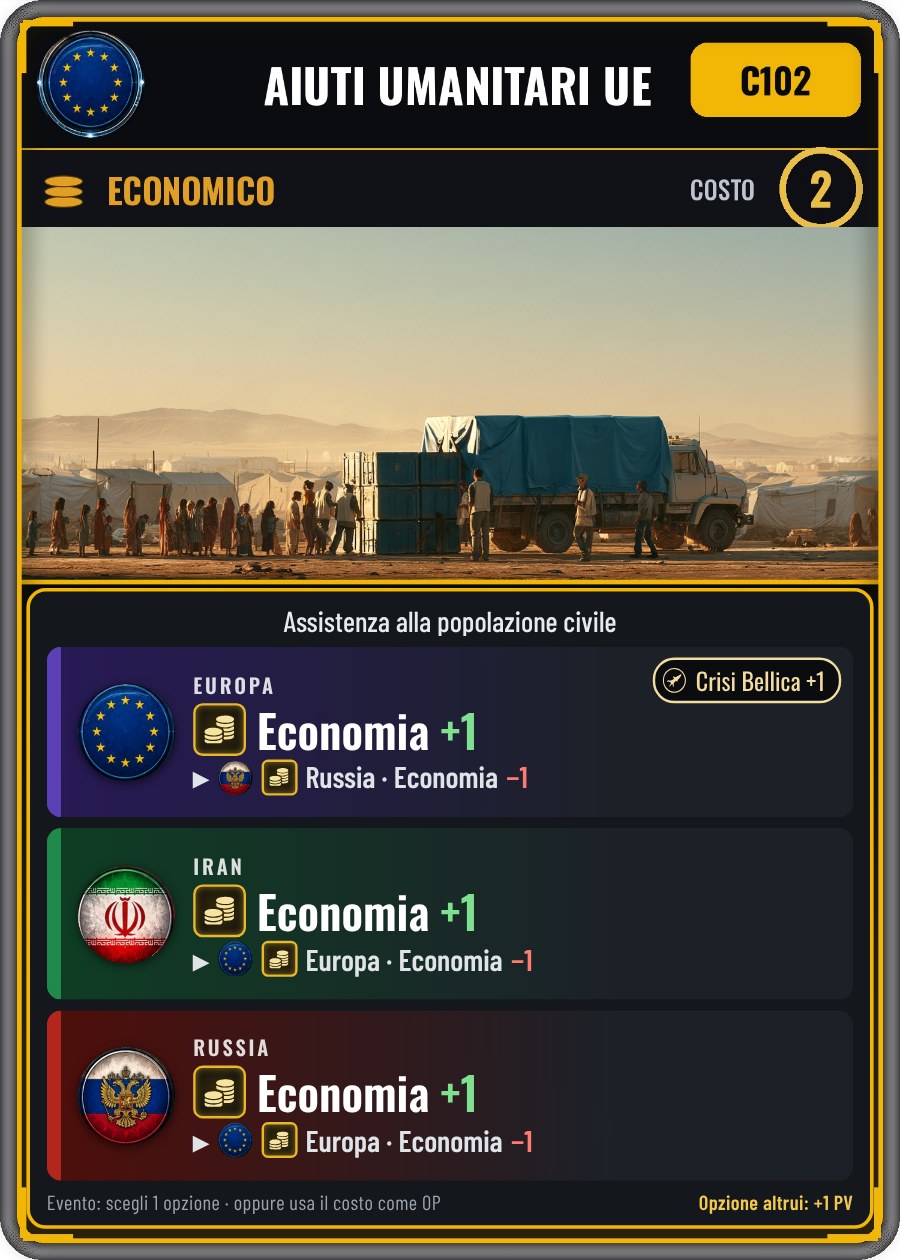 AIUTI UMANITARI UE
C102
ECONOMICO
COSTO
2
Assistenza alla popolazione civile
EUROPA
Crisi Bellica +1
Economia +1
▶ Russia · Economia −1
IRAN
Economia +1
▶ Europa · Economia −1
RUSSIA
Economia +1
▶ Europa · Economia −1
Evento: scegli 1 opzione · oppure usa il costo come OP
Opzione altrui: +1 PV